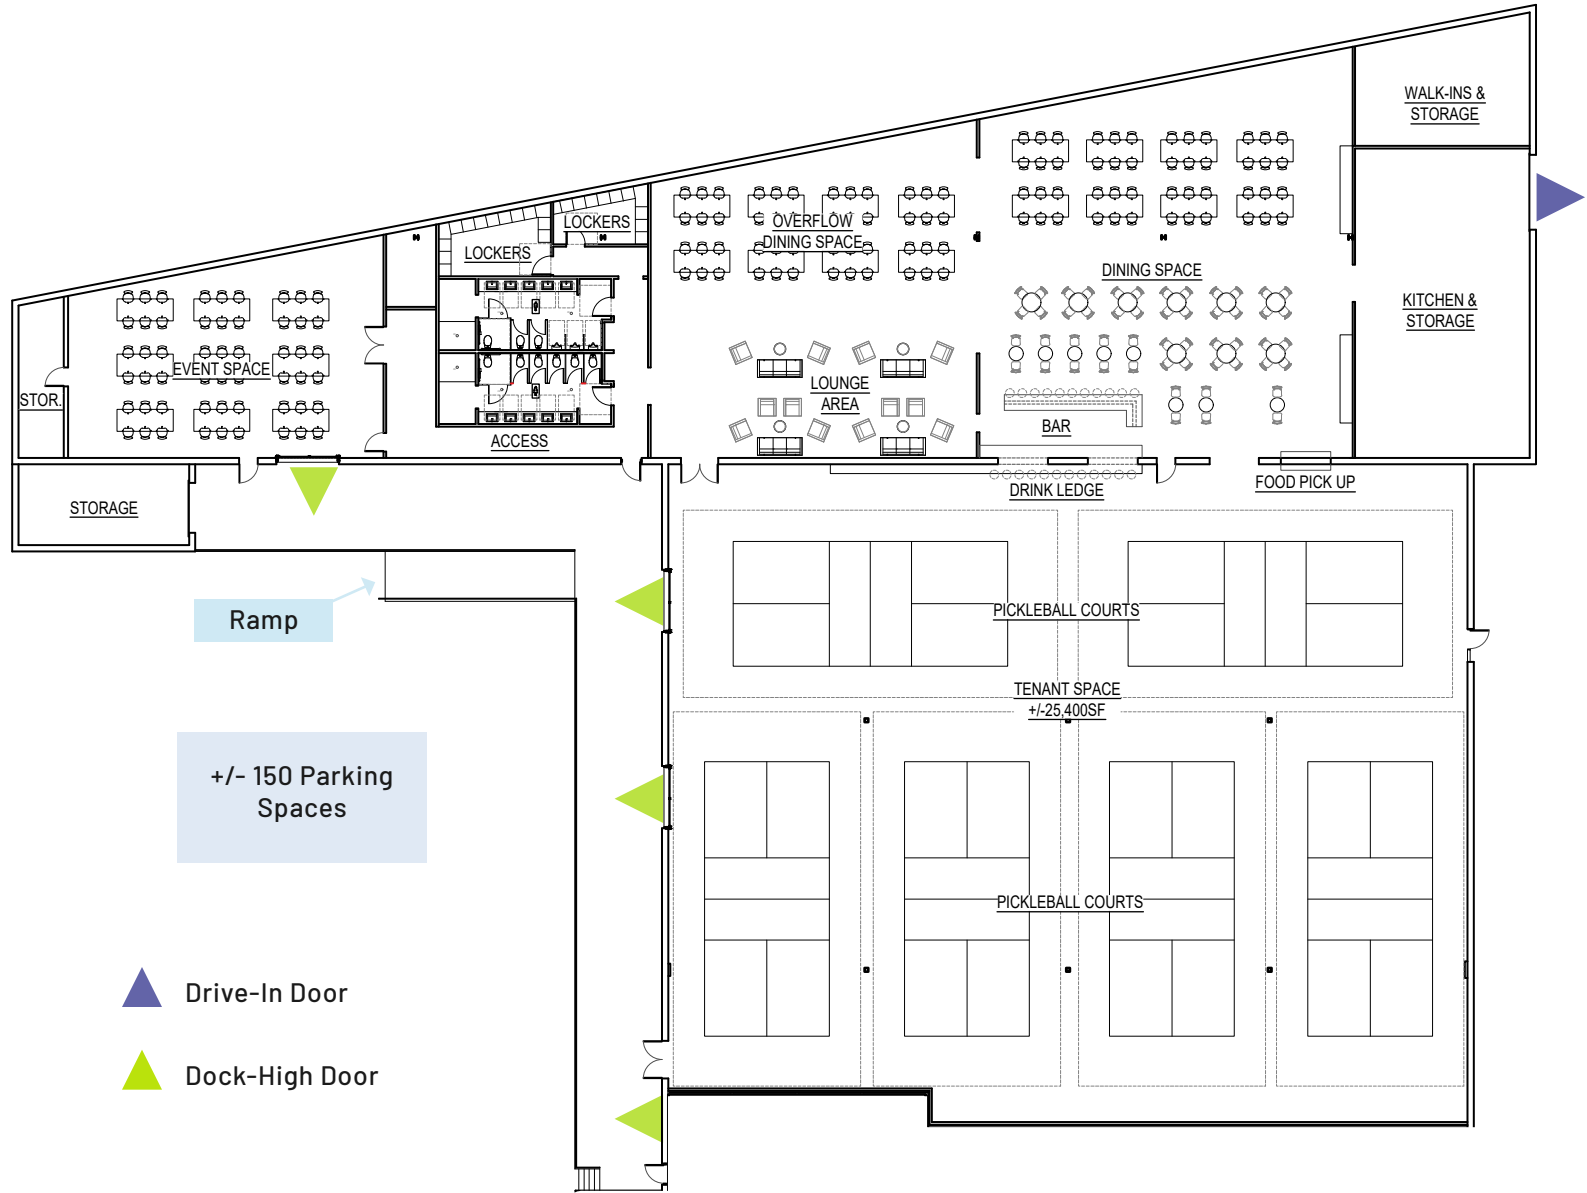 WALK-INS &
STORAGE
LOCKERS
LOCKERS
OVERFLOW
DINING SPACE
DINING SPACE
KITCHEN &
STORAGE
EVENT SPACE
STOR.
LOUNGE
AREA
BAR
ACCESS
DRINK LEDGE
FOOD PICK UP
STORAGE
Ramp
PICKLEBALL COURTS
TENANT SPACE
+/-25,400SF
+/- 150 Parking
Spaces
PICKLEBALL COURTS
Drive-In Door
Dock-High Door